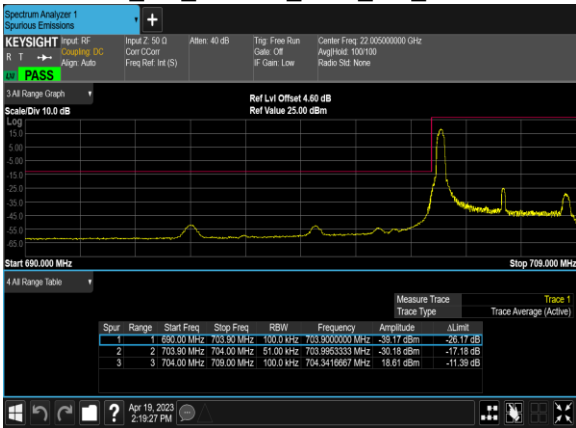 Spectrum Analyzer 1
Spurious Emissions
KEYSIGHT Input: RF Input Z: 50 Ω Atten: 40 dB Trig: Free Run Center Freq: 22.005000000 GHz
R T Coupling: DC Corr CCorr Gate: Off Avg|Hold: 100/100
Align: Auto Freq Ref: Int (S) IF Gain: Low Radio Std: None
PASS
3 All Range Graph
Ref Lvl Offset 4.60 dB
Scale/Div 10.0 dB Ref Value 25.00 dBm
Log
15.0
5.00
-5.00
-15.0
-25.0
-35.0
-45.0
-55.0
-65.0
Start 690.000 MHz Stop 709.000 MHz
4 All Range Table
Measure Trace Trace 1
Trace Type Trace Average (Active)
Spur Range Start Freq Stop Freq RBW Frequency Amplitude ΔLimit
1 1 690.00 MHz 703.90 MHz 100.0 kHz 703.9000000 MHz -39.17 dBm -26.17 dB
2 2 703.90 MHz 704.00 MHz 51.00 kHz 703.9953333 MHz -30.18 dBm -17.18 dB
3 3 704.00 MHz 709.00 MHz 100.0 kHz 704.3416667 MHz 18.61 dBm -11.39 dB
? Apr 19, 2023
2:19:27 PM